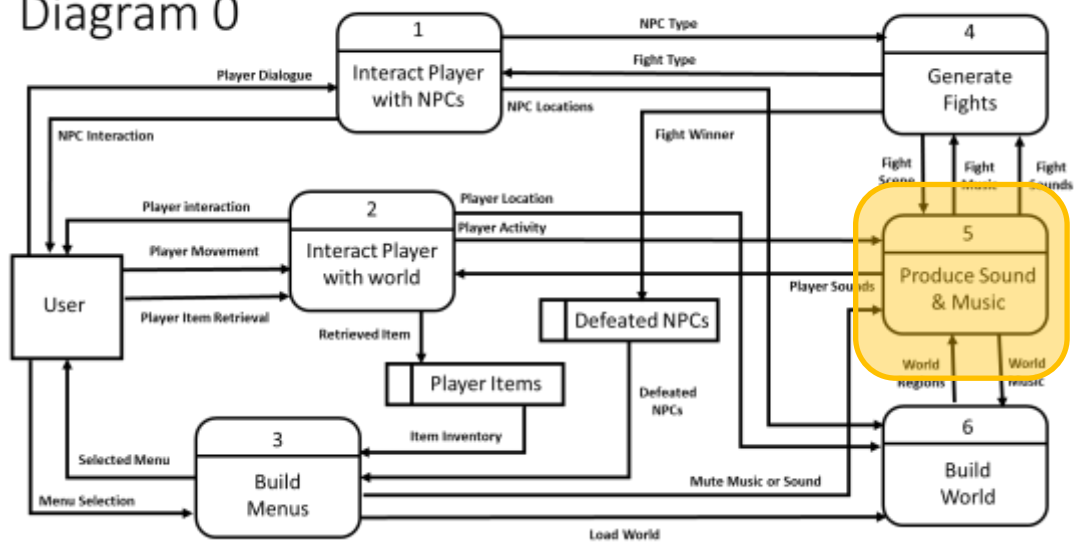 Diagram 0
1
Interact Player
with NPCs
NPC Type
4
Generate
Fights
Fight Type
Player Dialogue
NPC Locations
NPC Interaction
Fight Winner
Fight
Scene
Fight
Music
Fight
Sounds
2
Interact Player
with world
Player interaction
Player Location
Player Activity
5
Produce Sound
& Music
Player Movement
Player Sounds
User
Player Item Retrieval
Defeated NPCs
Retrieved Item
Player Items
World
Regions
World
Music
Defeated
NPCs
3
Build
Menus
Item Inventory
6
Build
World
Selected Menu
Menu Selection
Mute Music or Sound
Load World